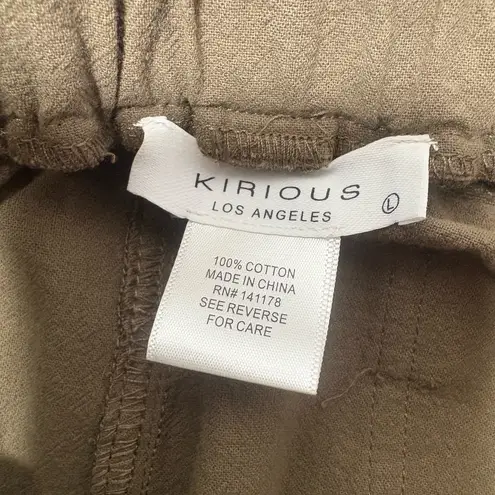 KIRIOUS
LOS ANGELES
L
100% COTTON
MADE IN CHINA
RN# 141178
SEE REVERSE
FOR CARE